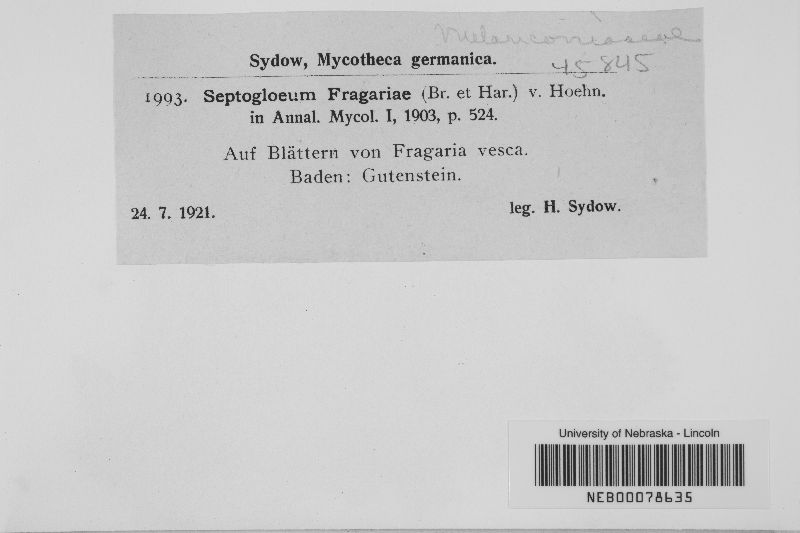 Melanconiaceae
Sydow, Mycotheca germanica.
45845
1993. Septogloeum Fragariae (Br. et Har.) v. Hoehn.
in Annal. Mycol. I, 1903, p. 524.
Auf Blättern von Fragaria vesca.
Baden: Gutenstein.
24. 7. 1921.
leg. H. Sydow.
University of Nebraska - Lincoln
NEB00078635